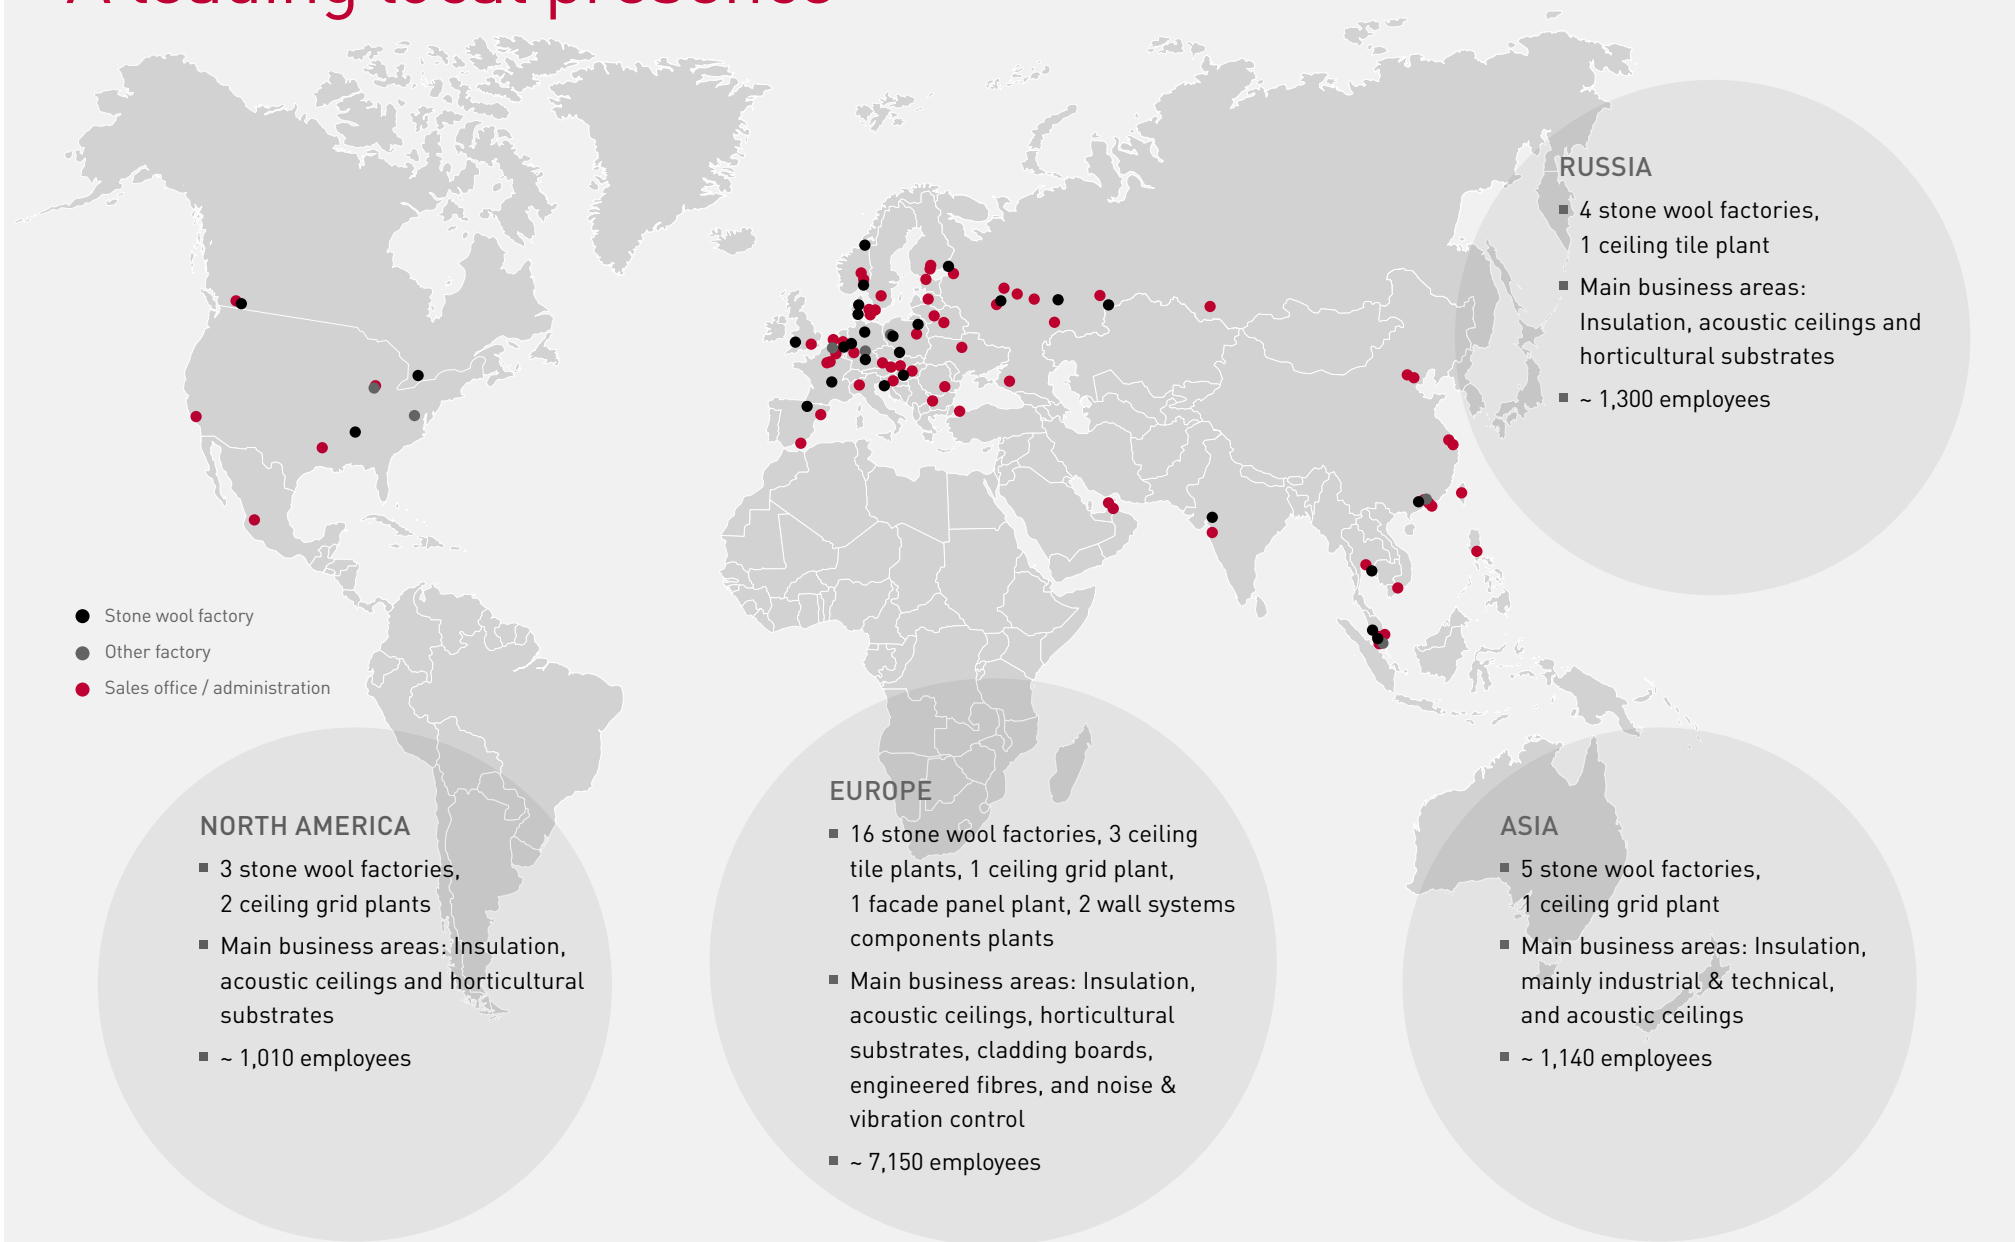 A leading local presence
RUSSIA
4 stone wool factories,
1 ceiling tile plant
Main business areas:
Insulation, acoustic ceilings and
horticultural substrates
~ 1,300 employees
Stone wool factory
Other factory
Sales office / administration
NORTH AMERICA
3 stone wool factories,
2 ceiling grid plants
Main business areas: Insulation,
acoustic ceilings and horticultural
substrates
~ 1,010 employees
EUROPE
16 stone wool factories, 3 ceiling
tile plants, 1 ceiling grid plant,
1 facade panel plant, 2 wall systems
components plants
Main business areas: Insulation,
acoustic ceilings, horticultural
substrates, cladding boards,
engineered fibres, and noise &
vibration control
~ 7,150 employees
ASIA
5 stone wool factories,
1 ceiling grid plant
Main business areas: Insulation,
mainly industrial & technical,
and acoustic ceilings
~ 1,140 employees